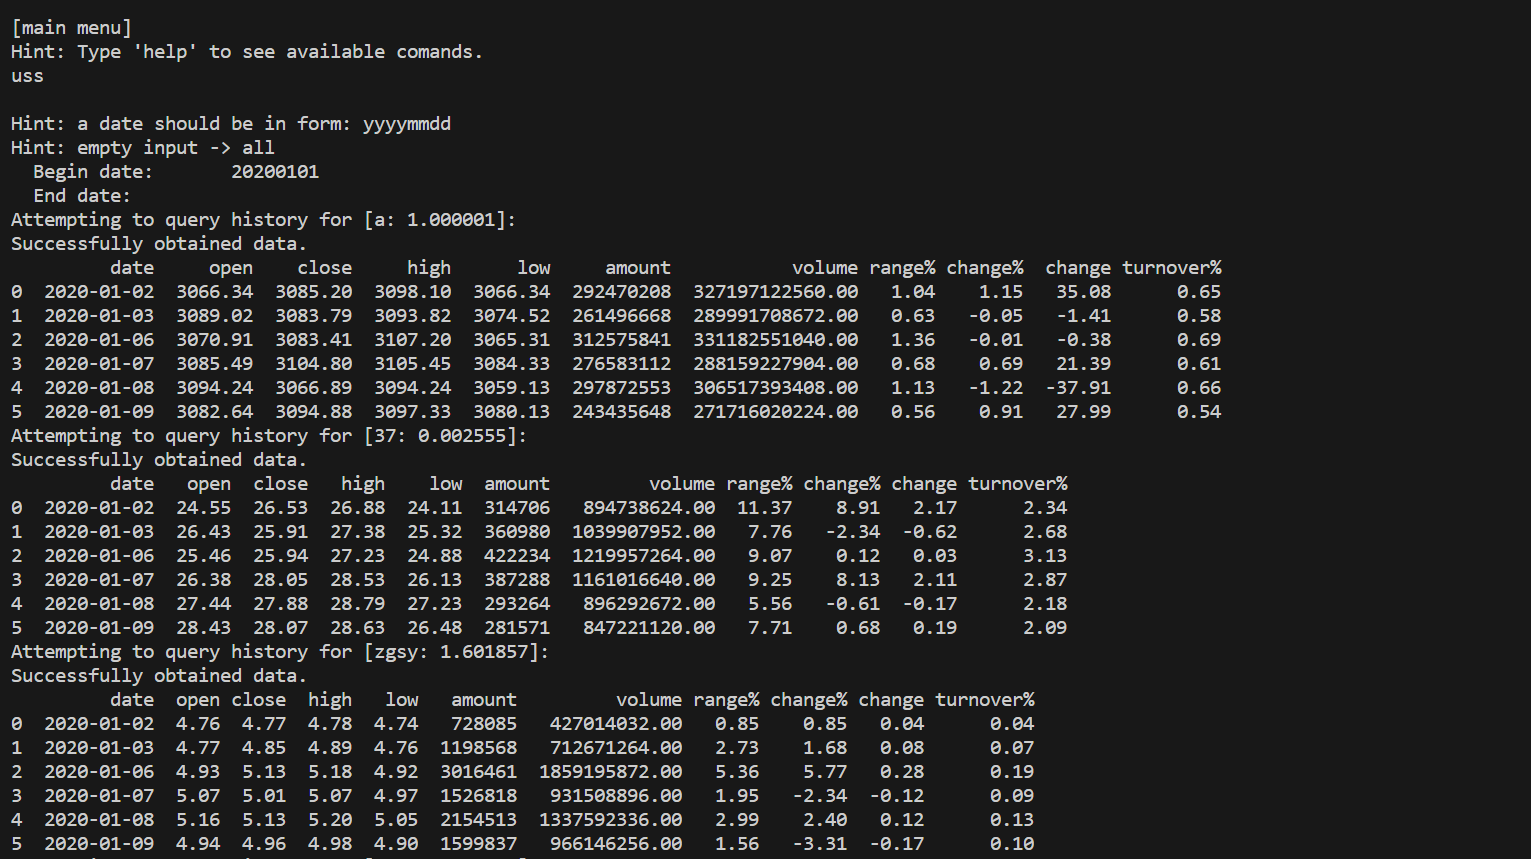 [main menu]
Hint: Type 'help' to see available comands.
uss
Hint: a date should be in form: yyyymmdd
Hint: empty input -> all
  Begin date:       20200101
  End date:
Attempting to query history for [a: 1.000001]:
Successfully obtained data.
         date     open    close     high      low     amount           volume range% change%  change turnover%
0  2020-01-02  3066.34  3085.20  3098.10  3066.34  292470208  327197122560.00   1.04    1.15   35.08      0.65
1  2020-01-03  3089.02  3083.79  3093.82  3074.52  261496668  289991708672.00   0.63   -0.05   -1.41      0.58
2  2020-01-06  3070.91  3083.41  3107.20  3065.31  312575841  331182551040.00   1.36   -0.01   -0.38      0.69
3  2020-01-07  3085.49  3104.80  3105.45  3084.33  276583112  288159227904.00   0.68    0.69   21.39      0.61
4  2020-01-08  3094.24  3066.89  3094.24  3059.13  297872553  306517393408.00   1.13   -1.22  -37.91      0.66
5  2020-01-09  3082.64  3094.88  3097.33  3080.13  243435648  271716020224.00   0.56    0.91   27.99      0.54
Attempting to query history for [37: 0.002555]:
Successfully obtained data.
         date   open  close   high    low  amount         volume range% change% change turnover%
0  2020-01-02  24.55  26.53  26.88  24.11  314706   894738624.00  11.37    8.91   2.17      2.34
1  2020-01-03  26.43  25.91  27.38  25.32  360980  1039907952.00   7.76   -2.34  -0.62      2.68
2  2020-01-06  25.46  25.94  27.23  24.88  422234  1219957264.00   9.07    0.12   0.03      3.13
3  2020-01-07  26.38  28.05  28.53  26.13  387288  1161016640.00   9.25    8.13   2.11      2.87
4  2020-01-08  27.44  27.88  28.79  27.23  293264   896292672.00   5.56   -0.61  -0.17      2.18
5  2020-01-09  28.43  28.07  28.63  26.48  281571   847221120.00   7.71    0.68   0.19      2.09
Attempting to query history for [zgsy: 1.601857]:
Successfully obtained data.
         date  open close  high   low   amount         volume range% change% change turnover%
0  2020-01-02  4.76  4.77  4.78  4.74   728085   427014032.00   0.85    0.85   0.04      0.04
1  2020-01-03  4.77  4.85  4.89  4.76  1198568   712671264.00   2.73    1.68   0.08      0.07
2  2020-01-06  4.93  5.13  5.18  4.92  3016461  1859195872.00   5.36    5.77   0.28      0.19
3  2020-01-07  5.07  5.01  5.07  4.97  1526818   931508896.00   1.95   -2.34  -0.12      0.09
4  2020-01-08  5.16  5.13  5.20  5.05  2154513  1337592336.00   2.99    2.40   0.12      0.13
5  2020-01-09  4.94  4.96  4.98  4.90  1599837   966146256.00   1.56   -3.31  -0.17      0.10